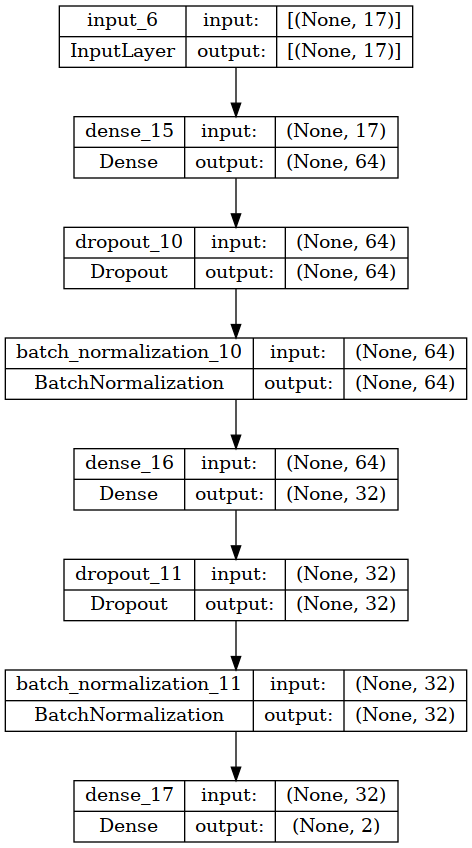 input_6 input: [(None, 17)]
InputLayer output: [(None, 17)]
dense_15 input: (None, 17)
Dense output: (None, 64)
dropout_10 input: (None, 64)
Dropout output: (None, 64)
batch_normalization_10 input: (None, 64)
BatchNormalization output: (None, 64)
dense_16 input: (None, 64)
Dense output: (None, 32)
dropout_11 input: (None, 32)
Dropout output: (None, 32)
batch_normalization_11 input: (None, 32)
BatchNormalization output: (None, 32)
dense_17 input: (None, 32)
Dense output: (None, 2)